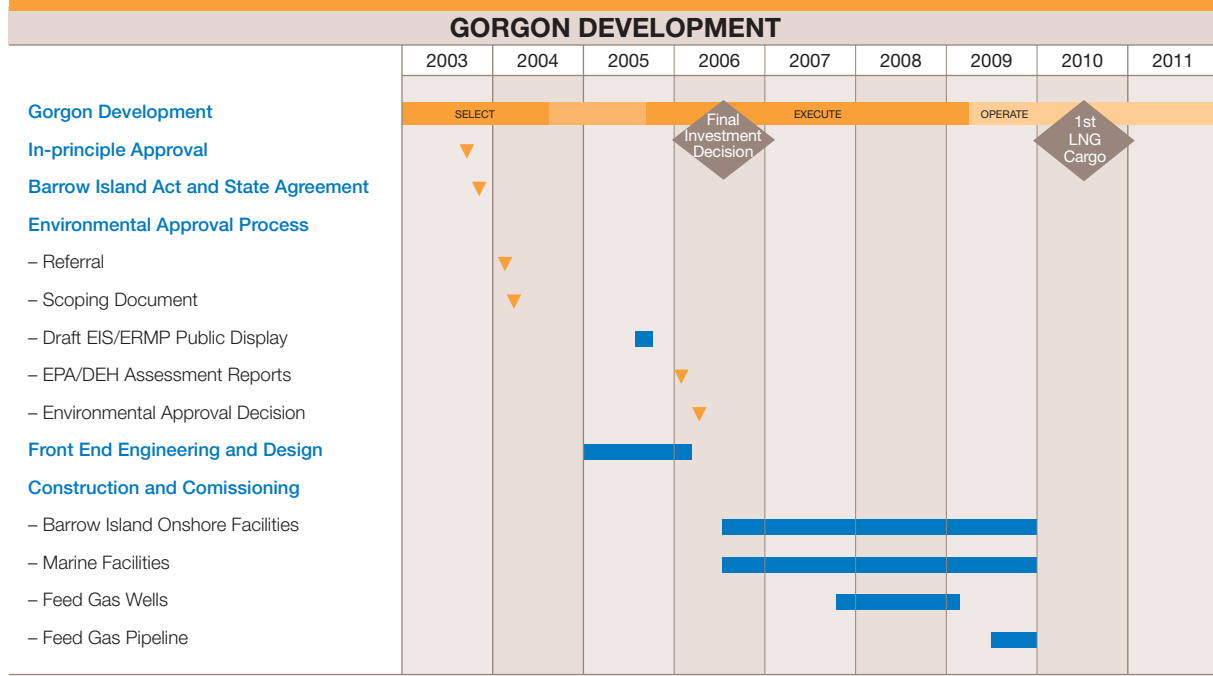 GORGON DEVELOPMENT
2003 2004 2005 2006 2007 2008 2009 2010 2011
Gorgon Development
SELECT
Final
Investment
Decision
EXECUTE
OPERATE
1st
LNG
Cargo
In-principle Approval
Barrow Island Act and State Agreement
Environmental Approval Process
– Referral
– Scoping Document
– Draft EIS/ERMP Public Display
– EPA/DEH Assessment Reports
– Environmental Approval Decision
Front End Engineering and Design
Construction and Comissioning
– Barrow Island Onshore Facilities
– Marine Facilities
– Feed Gas Wells
– Feed Gas Pipeline